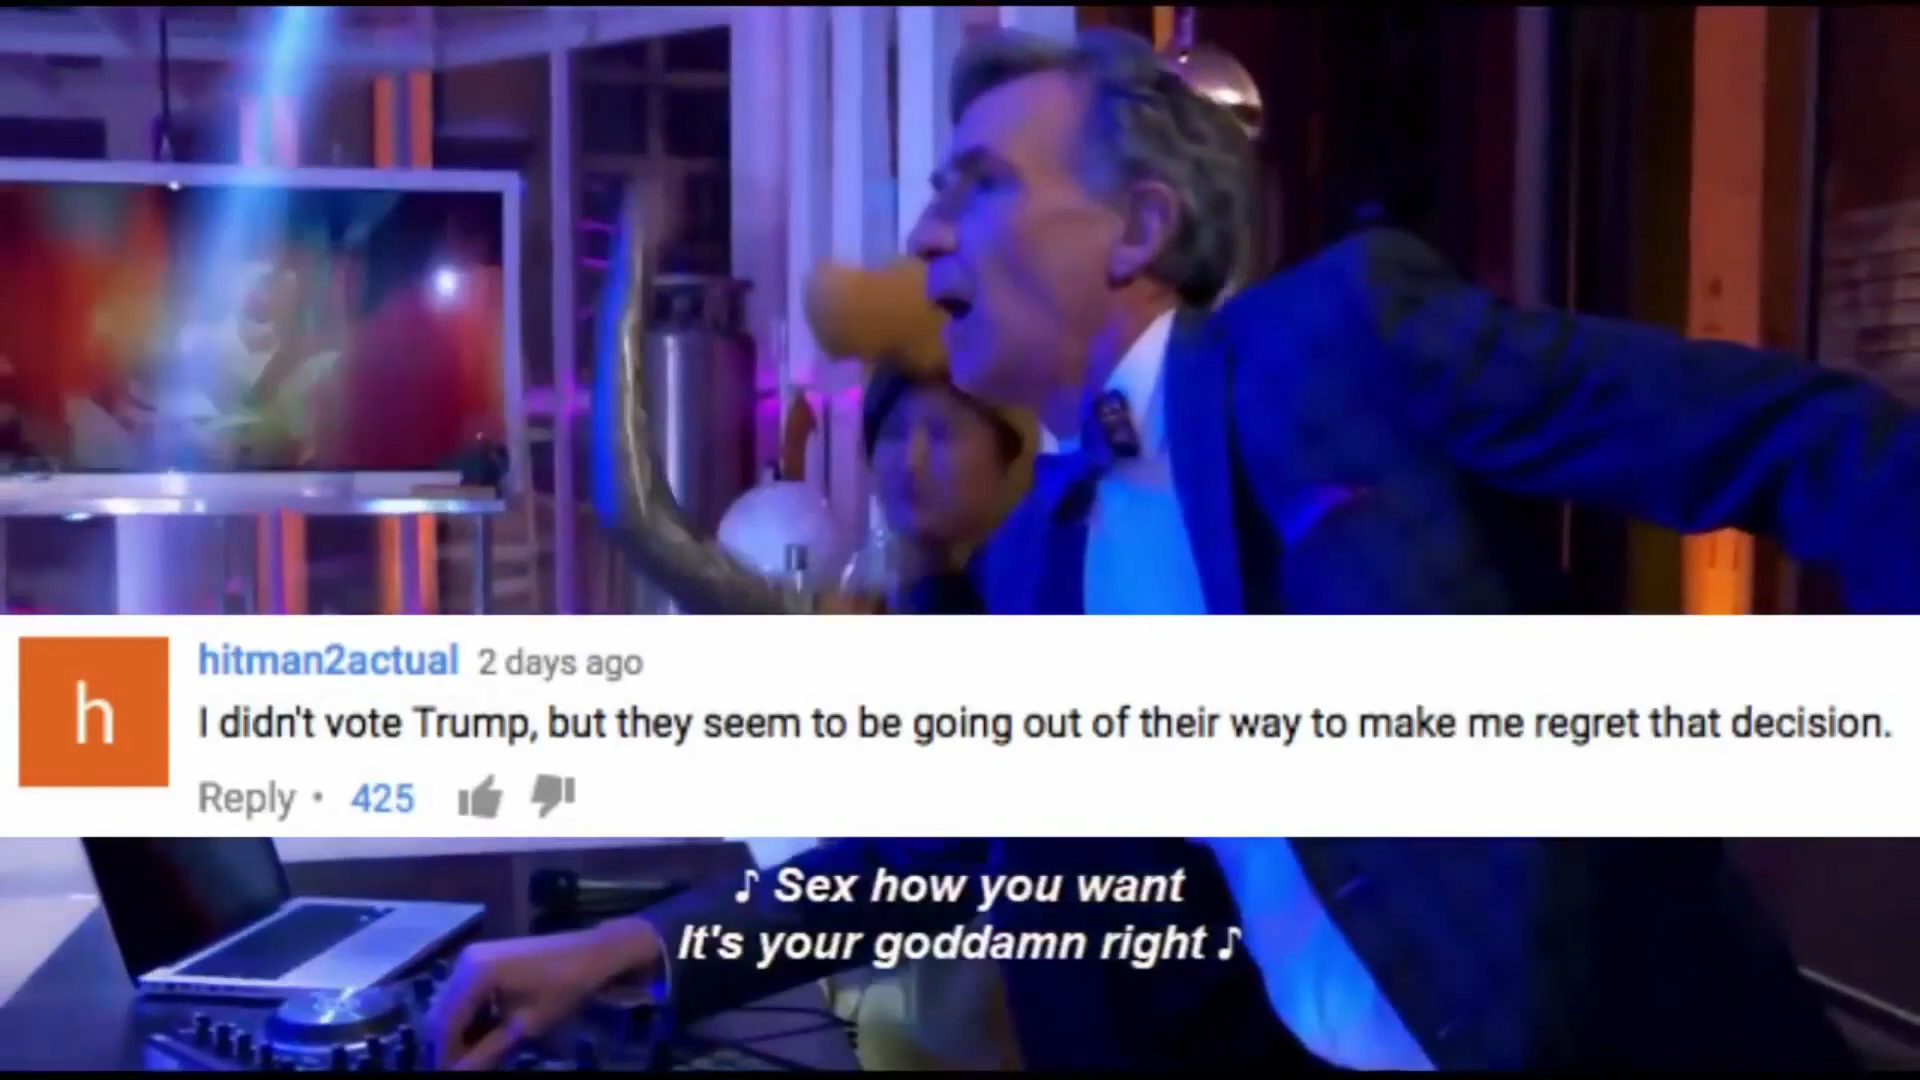 h
hitman2actual 2 days ago
I didn't vote Trump, but they seem to be going out of their way to make me regret that decision.
Reply • 425
♪ Sex how you want
It's your goddamn right ♪